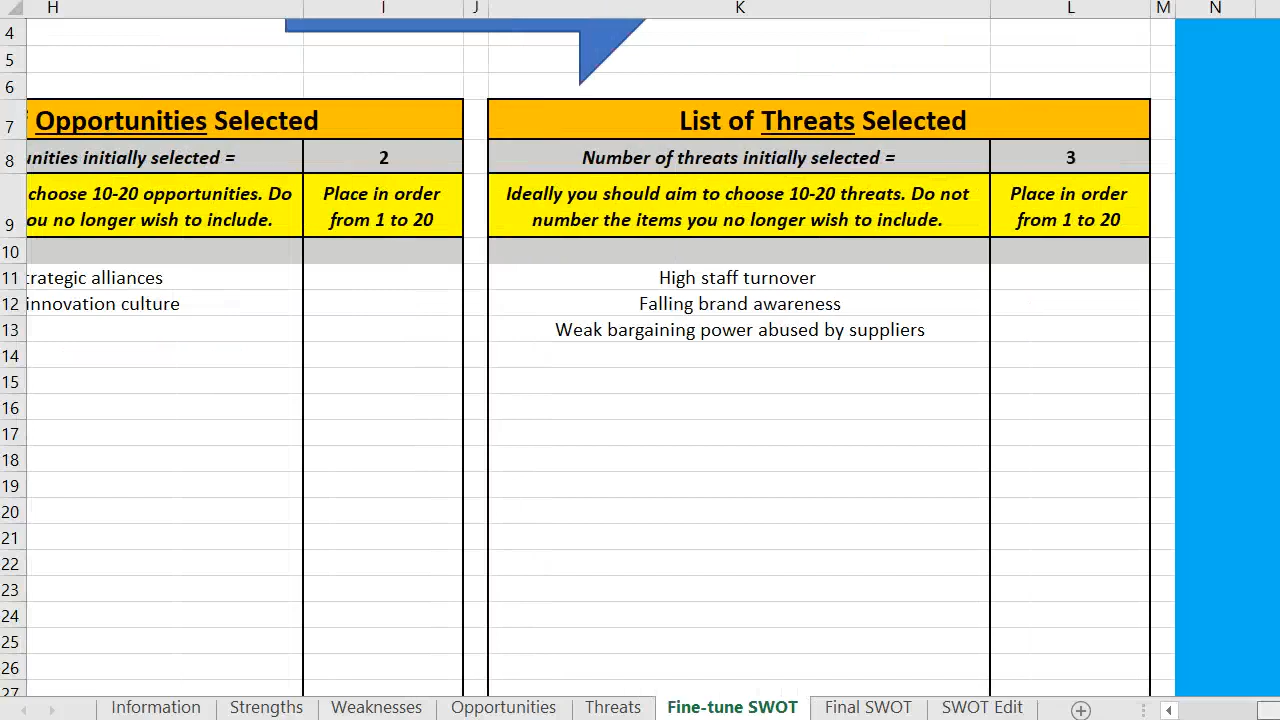 H I J K L M N
4
5
6
7 Opportunities Selected List of Threats Selected
8 unities initially selected = 2 Number of threats initially selected = 3
choose 10-20 opportunities. Do Place in order Ideally you should aim to choose 10-20 threats. Do not Place in order
9 ou no longer wish to include. from 1 to 20 number the items you no longer wish to include. from 1 to 20
10
11 trategic alliances High staff turnover
12 innovation culture Falling brand awareness
13 Weak bargaining power abused by suppliers
14
15
16
17
18
19
20
21
22
23
24
25
26
27
Information Strengths Weaknesses Opportunities Threats Fine-tune SWOT Final SWOT SWOT Edit